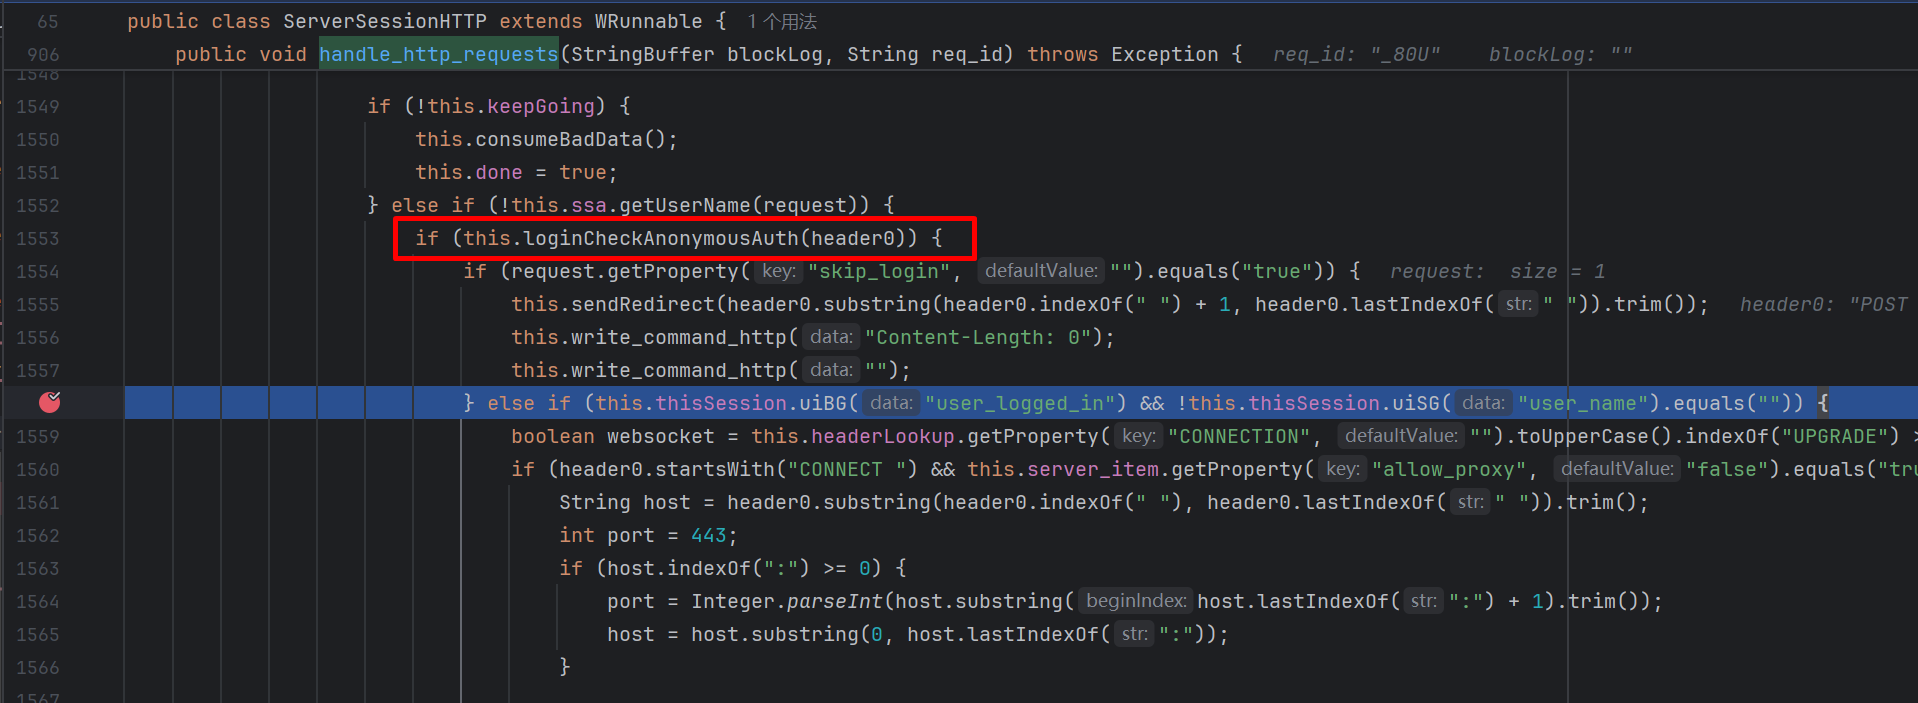 65 public class ServerSessionHTTP extends WRunnable { 1 个用法
906 public void handle_http_requests(StringBuffer blockLog, String req_id) throws Exception { req_id: "_80U" blockLog: ""
1548
1549 if (!this.keepGoing) {
1550 this.consumeBadData();
1551 this.done = true;
1552 } else if (!this.ssa.getUserName(request)) {
1553 if (this.loginCheckAnonymousAuth(header0)) {
1554 if (request.getProperty( key: "skip_login", defaultValue: "").equals("true")) { request: size = 1
1555 this.sendRedirect(header0.substring(header0.indexOf(" ") + 1, header0.lastIndexOf( str: " ")).trim()); header0: "POST
1556 this.write_command_http( data: "Content-Length: 0");
1557 this.write_command_http( data: "");
} else if (this.thisSession.uiBG( data: "user_logged_in") && !this.thisSession.uiSG( data: "user_name").equals("")) {
1559 boolean websocket = this.headerLookup.getProperty( key: "CONNECTION", defaultValue: "").toUpperCase().indexOf("UPGRADE") >
1560 if (header0.startsWith("CONNECT ") && this.server_item.getProperty( key: "allow_proxy", defaultValue: "false").equals("tru
1561 String host = header0.substring(header0.indexOf(" "), header0.lastIndexOf( str: " ")).trim();
1562 int port = 443;
1563 if (host.indexOf(":") >= 0) {
1564 port = Integer.parseInt(host.substring( beginIndex: host.lastIndexOf( str: ":") + 1).trim());
1565 host = host.substring(0, host.lastIndexOf( str: ":"));
1566 }
1567